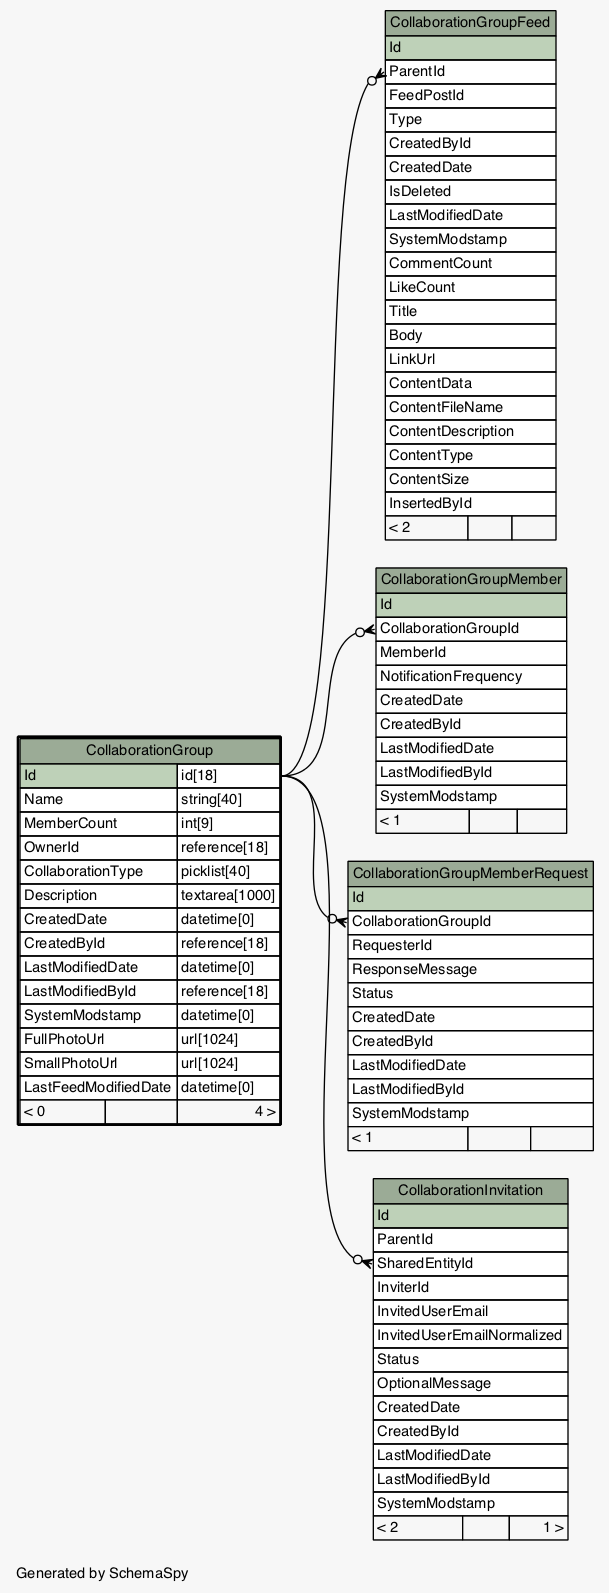 CollaborationGroupFeed
Id
ParentId
FeedPostId
Type
CreatedById
CreatedDate
IsDeleted
LastModifiedDate
SystemModstamp
CommentCount
LikeCount
Title
Body
LinkUrl
ContentData
ContentFileName
ContentDescription
ContentType
ContentSize
InsertedById
< 2
CollaborationGroupMember
Id
CollaborationGroupId
MemberId
NotificationFrequency
CreatedDate
CreatedById
LastModifiedDate
LastModifiedById
SystemModstamp
< 1
CollaborationGroup
Id id[18]
Name string[40]
MemberCount int[9]
OwnerId reference[18]
CollaborationType picklist[40]
Description textarea[1000]
CreatedDate datetime[0]
CreatedById reference[18]
LastModifiedDate datetime[0]
LastModifiedById reference[18]
SystemModstamp datetime[0]
FullPhotoUrl url[1024]
SmallPhotoUrl url[1024]
LastFeedModifiedDate datetime[0]
< 0 4 >
CollaborationGroupMemberRequest
Id
CollaborationGroupId
RequesterId
ResponseMessage
Status
CreatedDate
CreatedById
LastModifiedDate
LastModifiedById
SystemModstamp
< 1
CollaborationInvitation
Id
ParentId
SharedEntityId
InviterId
InvitedUserEmail
InvitedUserEmailNormalized
Status
OptionalMessage
CreatedDate
CreatedById
LastModifiedDate
LastModifiedById
SystemModstamp
< 2 1 >
Generated by SchemaSpy